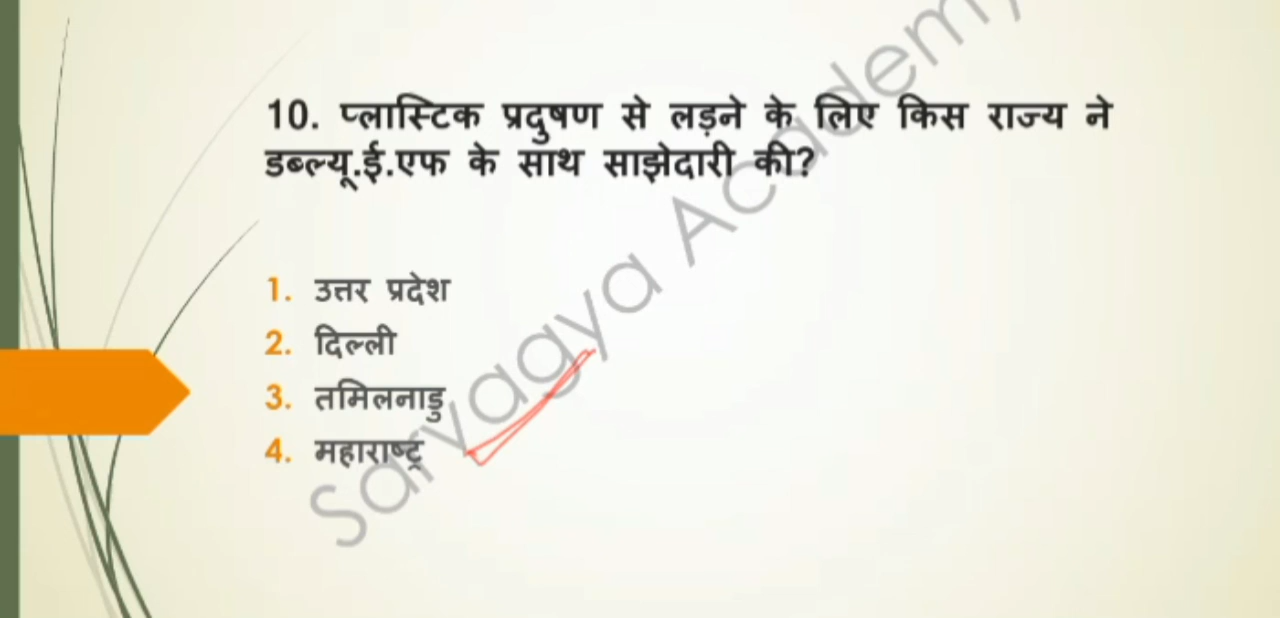 10. प्लास्टिक प्रदुषण से लड़ने के लिए किस राज्य ने
डब्ल्यू.ई.एफ के साथ साझेदारी की?
1. उत्तर प्रदेश
2. दिल्ली
3. तमिलनाडु
4. महाराष्ट्र
Sarvagya Academy